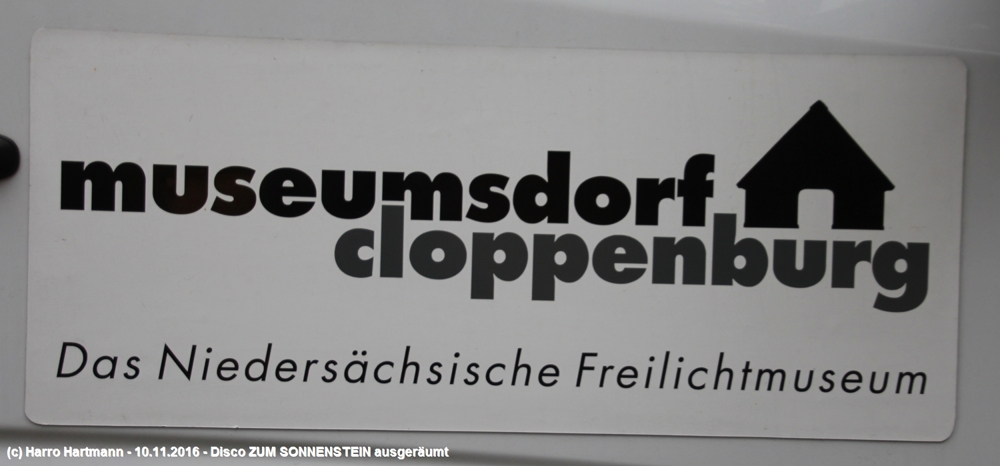 museumsdorf
cloppenburg
Das Niedersächsische Freilichtmuseum
(c) Harro Hartmann - 10.11.2016 - Disco ZUM SONNENSTEIN ausgeräumt